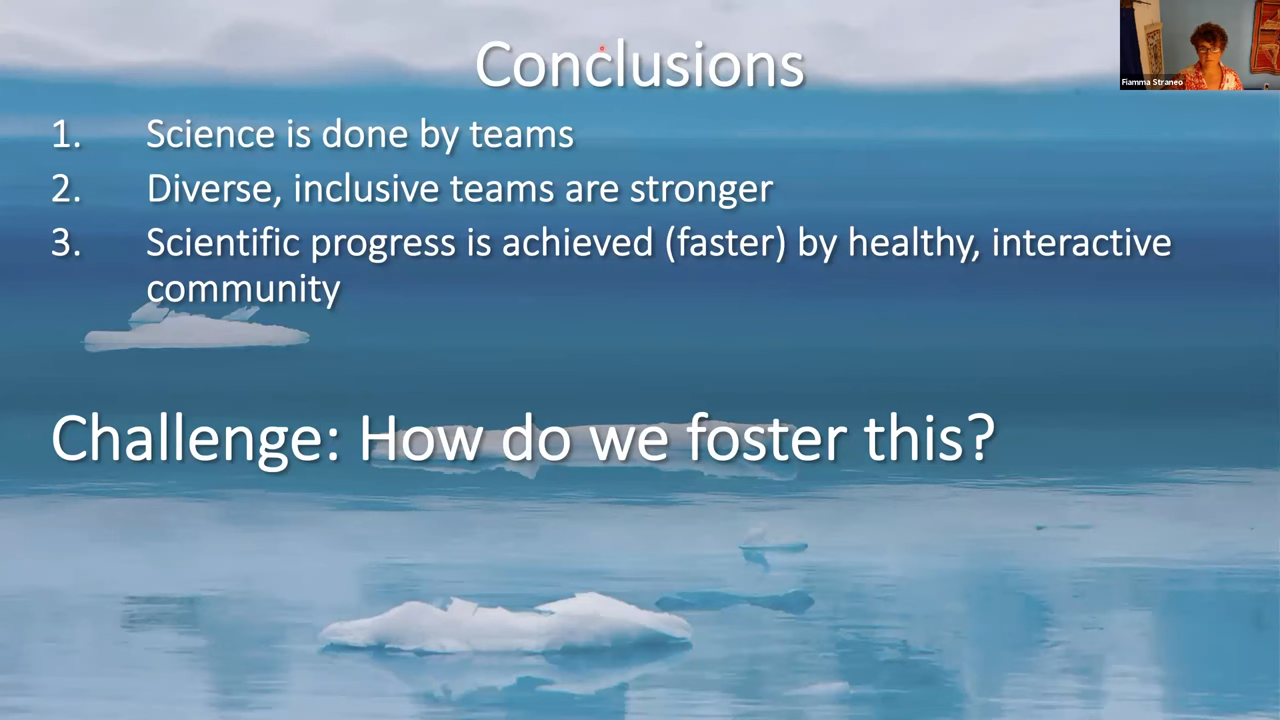 Conclusions
Fiamma Straneo
1. Science is done by teams
2. Diverse, inclusive teams are stronger
3. Scientific progress is achieved (faster) by healthy, interactive
community
Challenge: How do we foster this?